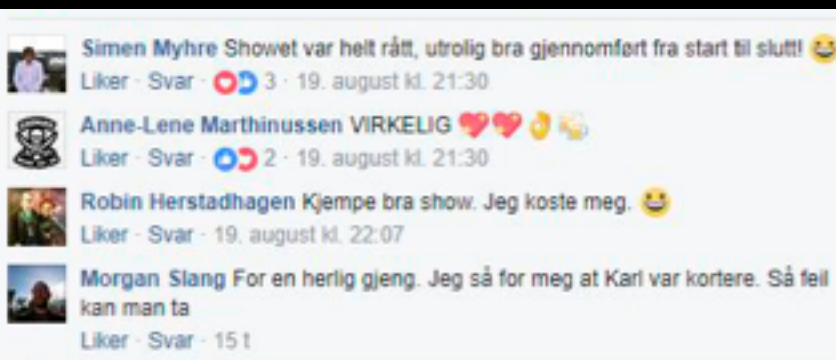 Simen Myhre Showet var helt rått, utrolig bra gjennomført fra start til slutt! 😀
Liker · Svar · 3 · 19. august kl. 21:30
Anne-Lene Marthinussen VIRKELIG 💖💖👌🍻
Liker · Svar · 2 · 19. august kl. 21:30
Robin Herstadhagen Kjempe bra show. Jeg koste meg. 😀
Liker · Svar · 19. august kl. 22:07
Morgan Slang For en herlig gjeng. Jeg så for meg at Karl var kortere. Så feil
kan man ta
Liker · Svar · 15 t